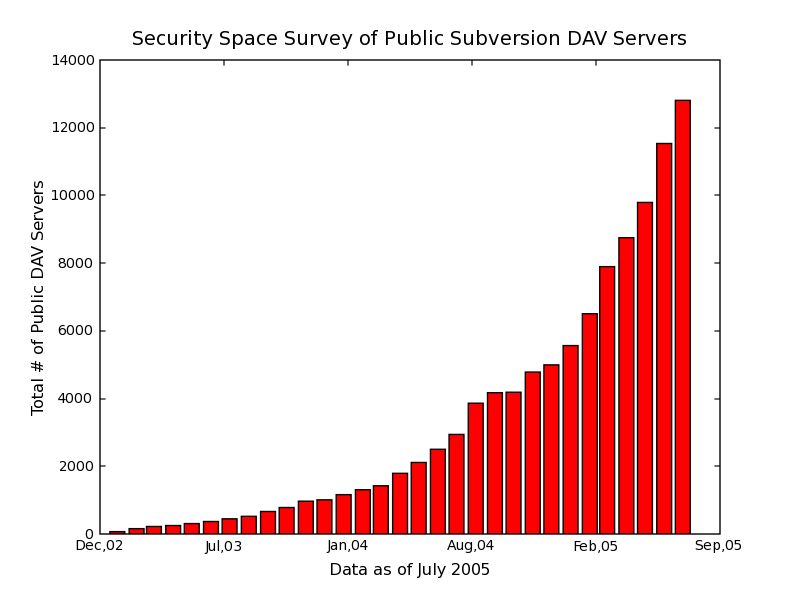 Security Space Survey of Public Subversion DAV Servers
14000
12000
10000
8000
6000
4000
2000
0
Total # of Public DAV Servers
Dec,02 Jul,03 Jan,04 Aug,04 Feb,05 Sep,05
Data as of July 2005